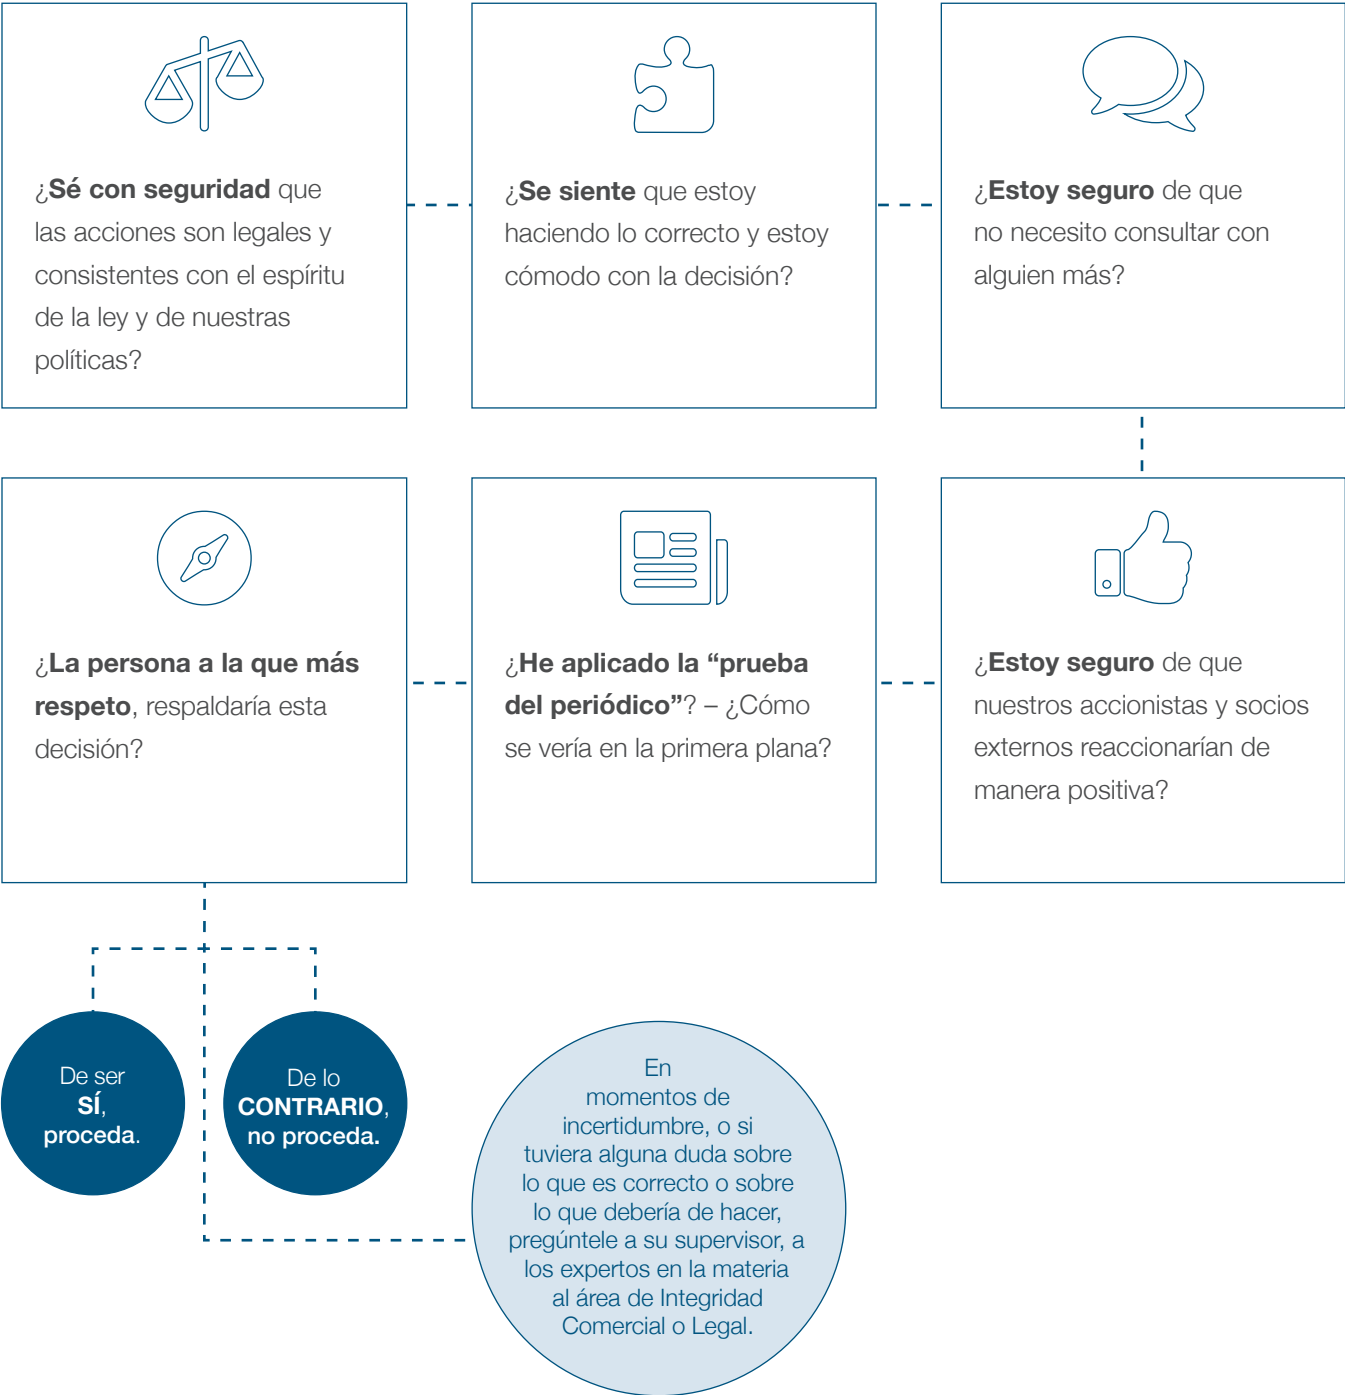 ¿Sé con seguridad que
las acciones son legales y
consistentes con el espíritu
de la ley y de nuestras
políticas?
¿Se siente que estoy
haciendo lo correcto y estoy
cómodo con la decisión?
¿Estoy seguro de que
no necesito consultar con
alguien más?
¿Estoy seguro de que
nuestros accionistas y socios
externos reaccionarían de
manera positiva?
¿He aplicado la “prueba
del periódico”? – ¿Cómo
se vería en la primera plana?
¿La persona a la que más
respeto, respaldaría esta
decisión?
De ser
SÍ,
proceda.
De lo
CONTRARIO,
no proceda.
En
momentos de
incertidumbre, o si
tuviera alguna duda sobre
lo que es correcto o sobre
lo que debería de hacer,
pregúntele a su supervisor, a
los expertos en la materia
al área de Integridad
Comercial o Legal.